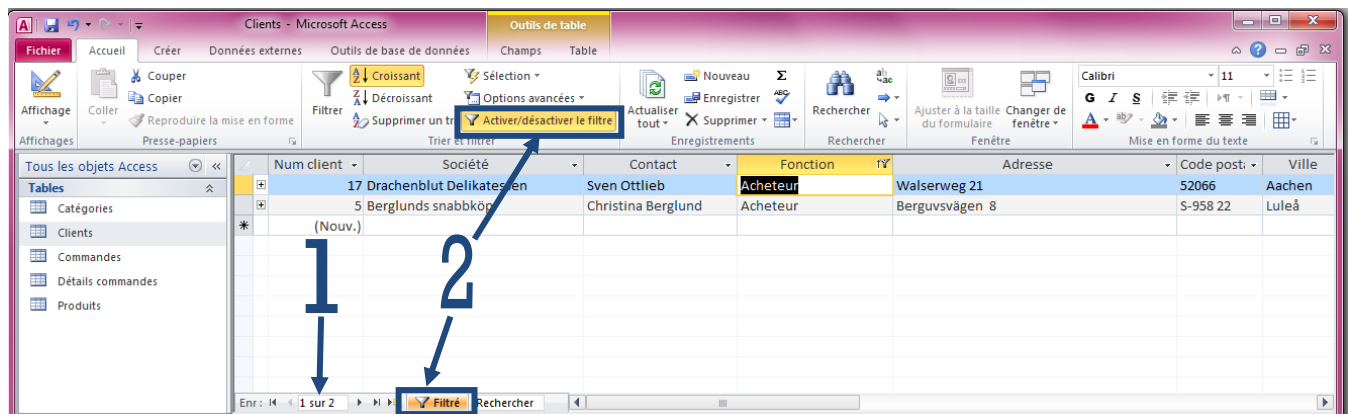 Clients - Microsoft Access
Outils de table
Fichier Accueil Créer Données externes Outils de base de données Champs Table
Affichage
Affichages
Coller
Couper
Copier
Reproduire la mise en forme
Presse-papiers
Filtrer
Croissant
Décroissant
Supprimer un tr
Sélection
Options avancées
Activer/désactiver le filtre
Trier et filtrer
Actualiser tout
Nouveau
Enregistrer
Supprimer
Enregistrements
Rechercher
Rechercher
Ajuster à la taille du formulaire
Changer de fenêtre
Fenêtre
Calibri 11
G I S
Mise en forme du texte
Tous les objets Access
Tables
Catégories
Clients
Commandes
Détails commandes
Produits
Num client Société Contact Fonction Adresse Code posta Ville
17 Drachenblut Delikatessen Sven Ottlieb Acheteur Walserweg 21 52066 Aachen
5 Berglunds snabbköp Christina Berglund Acheteur Berguvsvägen 8 S-958 22 Luleå
(Nouv.)
1 2
Enr : 1 sur 2 Filtré Rechercher